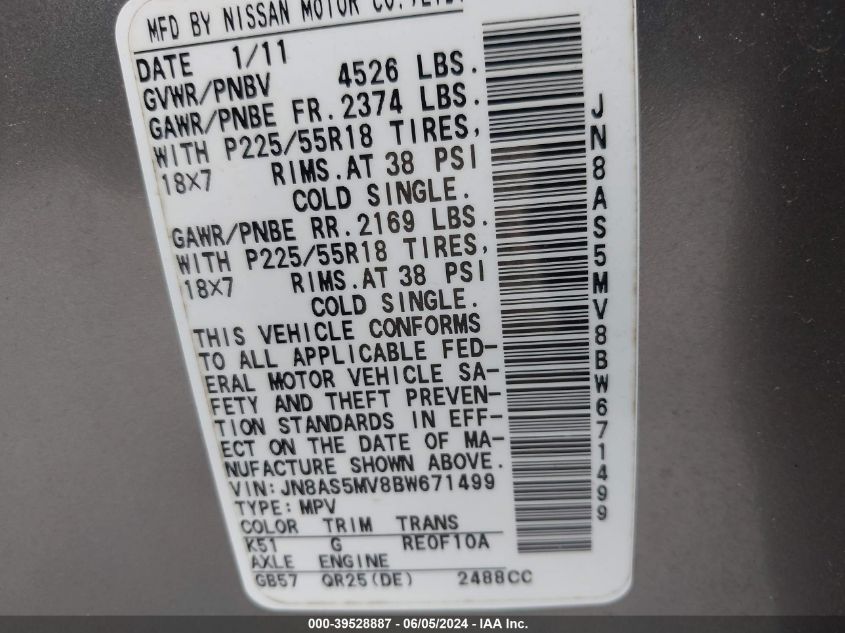 MFD BY NISSAN MOTOR CO.,LTD.
DATE 1/11
GVWR/PNBV 4526 LBS.
GAWR/PNBE FR. 2374 LBS.
WITH P225/55R18 TIRES,
18X7 RIMS.AT 38 PSI
COLD SINGLE.
GAWR/PNBE RR. 2169 LBS.
WITH P225/55R18 TIRES,
18X7 RIMS.AT 38 PSI
COLD SINGLE.
THIS VEHICLE CONFORMS
TO ALL APPLICABLE FED-
ERAL MOTOR VEHICLE SA-
FETY AND THEFT PREVEN-
TION STANDARDS IN EFF-
ECT ON THE DATE OF MA-
NUFACTURE SHOWN ABOVE.
VIN: JN8AS5MV8BW671499
TYPE: MPV
COLOR TRIM TRANS
K51 G RE0F10A
AXLE ENGINE
GB57 QR25(DE) 2488CC
JN8AS5MV8BW671499
000-39528887 - 06/05/2024 - IAA Inc.